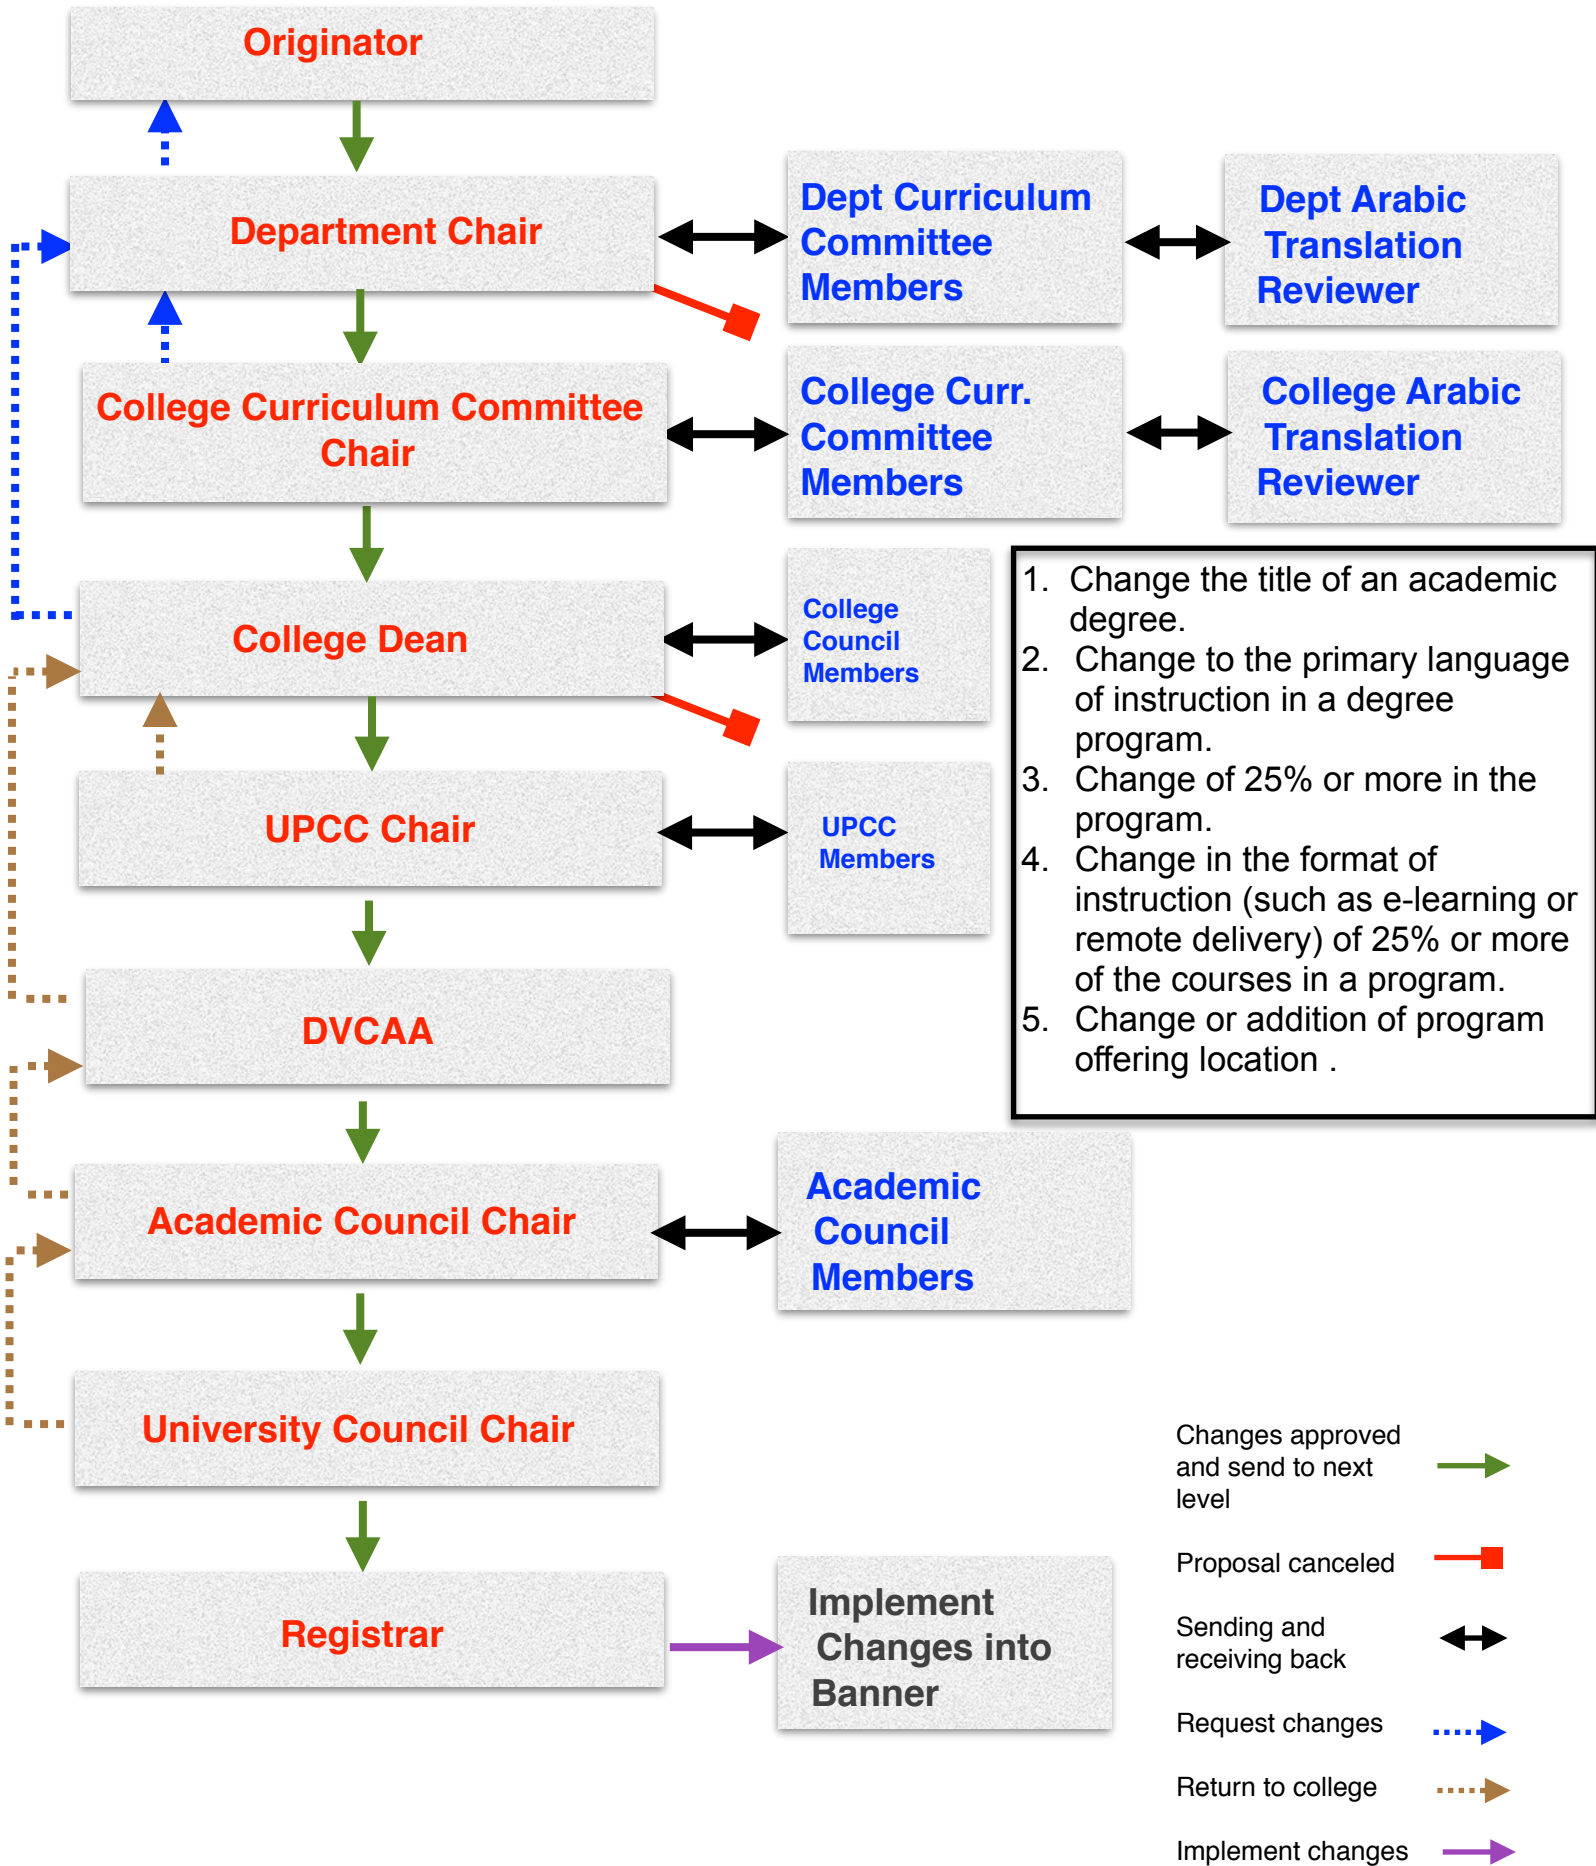 Originator
Department Chair
Dept Curriculum
Committee
Members
Dept Arabic
Translation
Reviewer
College Curriculum Committee
Chair
College Curr.
Committee
Members
College Arabic
Translation
Reviewer
College Dean
College
Council
Members
1. Change the title of an academic
degree.
2. Change to the primary language
of instruction in a degree
program.
3. Change of 25% or more in the
program.
4. Change in the format of
instruction (such as e-learning or
remote delivery) of 25% or more
of the courses in a program.
5. Change or addition of program
offering location .
UPCC Chair
UPCC
Members
DVCAA
Academic Council Chair
Academic
Council
Members
University Council Chair
Registrar
Implement
Changes into
Banner
Changes approved
and send to next
level
Proposal canceled
Sending and
receiving back
Request changes
Return to college
Implement changes